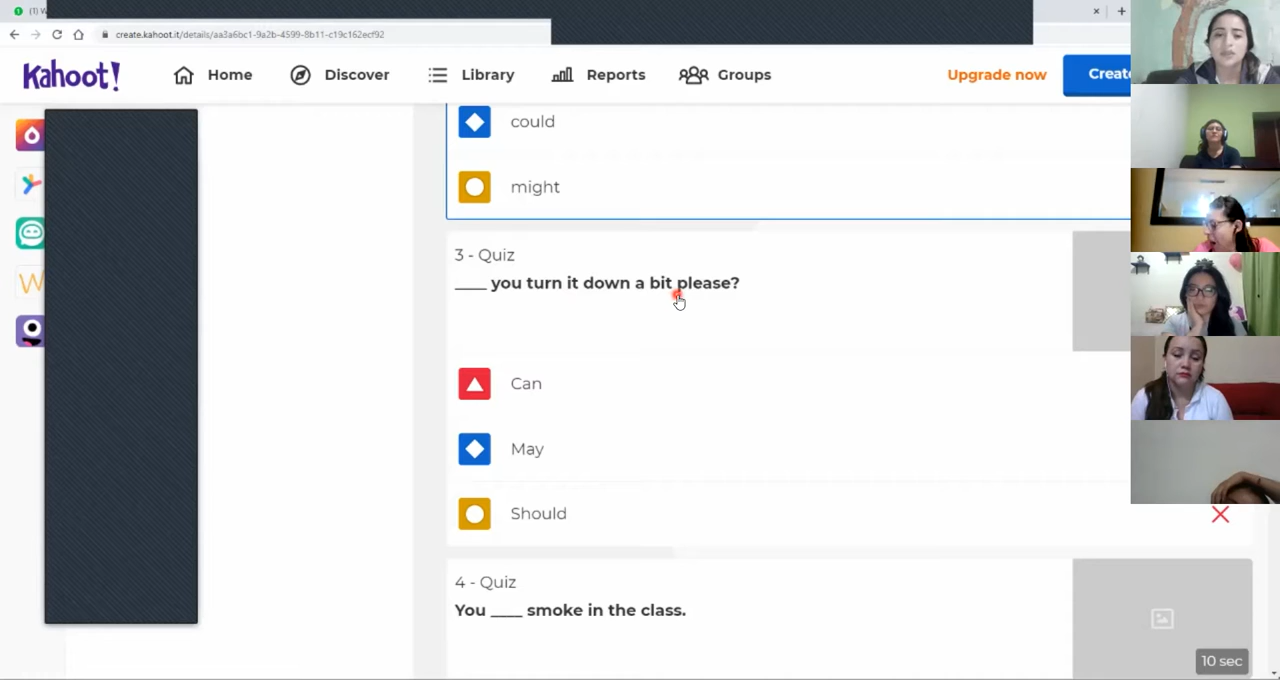 (1) W
create.kahoot.it/details/aa3a6bc1-9a2b-4599-8b11-c19c162ecf92
Kahoot!
Home
Discover
Library
Reports
Groups
Upgrade now
Create
could
might
3 - Quiz
____ you turn it down a bit please?
Can
May
Should
4 - Quiz
You ____ smoke in the class.
10 sec